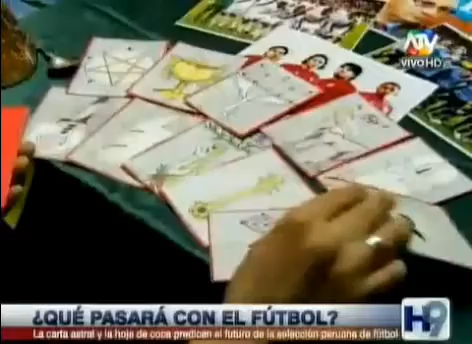 ATV
VIVO HD
¿QUÉ PASARÁ CON EL FÚTBOL?
La carta astral y la hoja de coca predicen el futuro de la selección peruana de fútbol
H9